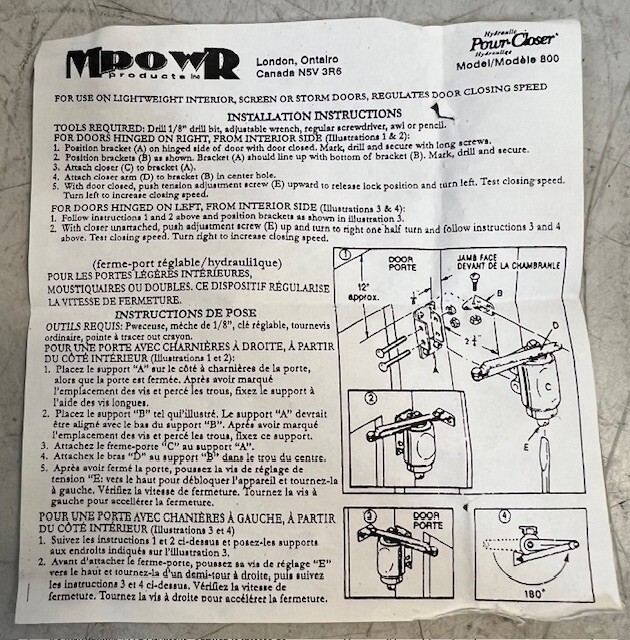 MPOWR
products inc
London, Ontairo
Canada N5V 3R6
Hydraulic
Powr-Closer
Hydraulique
Model/Modèle 800
FOR USE ON LIGHTWEIGHT INTERIOR, SCREEN OR STORM DOORS, REGULATES DOOR CLOSING SPEED
INSTALLATION INSTRUCTIONS
TOOLS REQUIRED: Drill 1/8" drill bit, adjustable wrench, regular screwdriver, awl or pencil.
FOR DOORS HINGED ON RIGHT, FROM INTERIOR SIDE (Illustrations 1 & 2):
1. Position bracket (A) on hinged side of door with door closed. Mark, drill and secure with long screws.
2. Position brackets (B) as shown. Bracket (A) should line up with bottom of bracket (B). Mark, drill and secure.
3. Attach closer (C) to bracket (A).
4. Attach closer arm (D) to bracket (B) in center hole.
5. With door closed, push tension adjustment screw (E) upward to release lock position and turn left. Test closing speed.
Turn left to increase closing speed.
FOR DOORS HINGED ON LEFT, FROM INTERIOR SIDE (Illustrations 3 & 4):
1. Follow instructions 1 and 2 above and position brackets as shown in illustration 3.
2. With closer unattached, push adjustment screw (E) up and turn to right one half turn and follow instructions 3 and 4
above. Test closing speed. Turn right to increase closing speed.
(ferme-port réglable/hydraulilque)
POUR LES PORTES LÉGÈRES INTÉRIEURES,
MOUSTIQUAIRES OU DOUBLES. CE DISPOSITIF RÉGULARISE
LA VITESSE DE FERMETURE.
INSTRUCTIONS DE POSE
OUTILS REQUIS: Pweceuse, mèche de 1/8", clé réglable, tournevis
ordinaire, pointe à tracer out crayon.
POUR UNE PORTE AVEC CHARNIÈRES À DROITE, À PARTIR
DU CÔTÉ INTÉRIEUR (Illustrations 1 et 2):
1. Placez le support "A" sur le côté à charnières de la porte,
alors que la porte est fermée. Après avoir marqué
l'emplacement des vis et percé les trous, fixez le support à
l'aide des vis longues.
2. Placez le support "B" tel qu'illustré. Le support "A" devrait
être aligné avec le bas du support "B". Après avoir marqué
l'emplacement des vis et percé les trous, fixez ce support.
3. Attachez le ferme-porte "C" au support "A".
4. Attachex le bras "D" au support "B" dans le trou du centre.
5. Après avoir fermé la porte, poussez la vis de réglage de
tension "E: vers le haut pour débloquer l'appareil et tournez-la
à gauche. Vérifiez la vitesse de fermeture. Tournez la vis à
gauche pour accellérer la fermeture.
POUR UNE PORTE AVEC CHANIÈRES À GAUCHE, À PARTIR
DU CÔTÉ INTÉRIEUR (Illustrations 3 et 4)
1. Suivez les instructions 1 et 2 ci-dessus et posez-les supports
aux endroits indiqués sur l'illustration 3.
2. Avant d'attacher le ferme-porte, poussez sa vis de réglage "E"
vers le haut et tournez-la d'un demi-tour à droite, puis suivez
les instructions 3 et 4 ci-dessus. Vérifiez la vitesse de
fermeture. Tournez la vis à droite pour accélérer la fermeture.
1
DOOR
PORTE
JAMB FACE
DEVANT DE LA CHAMBRANLE
12"
approx.
B
D
2 ¾"
A
C
E
2
3
DOOR
PORTE
4
180°